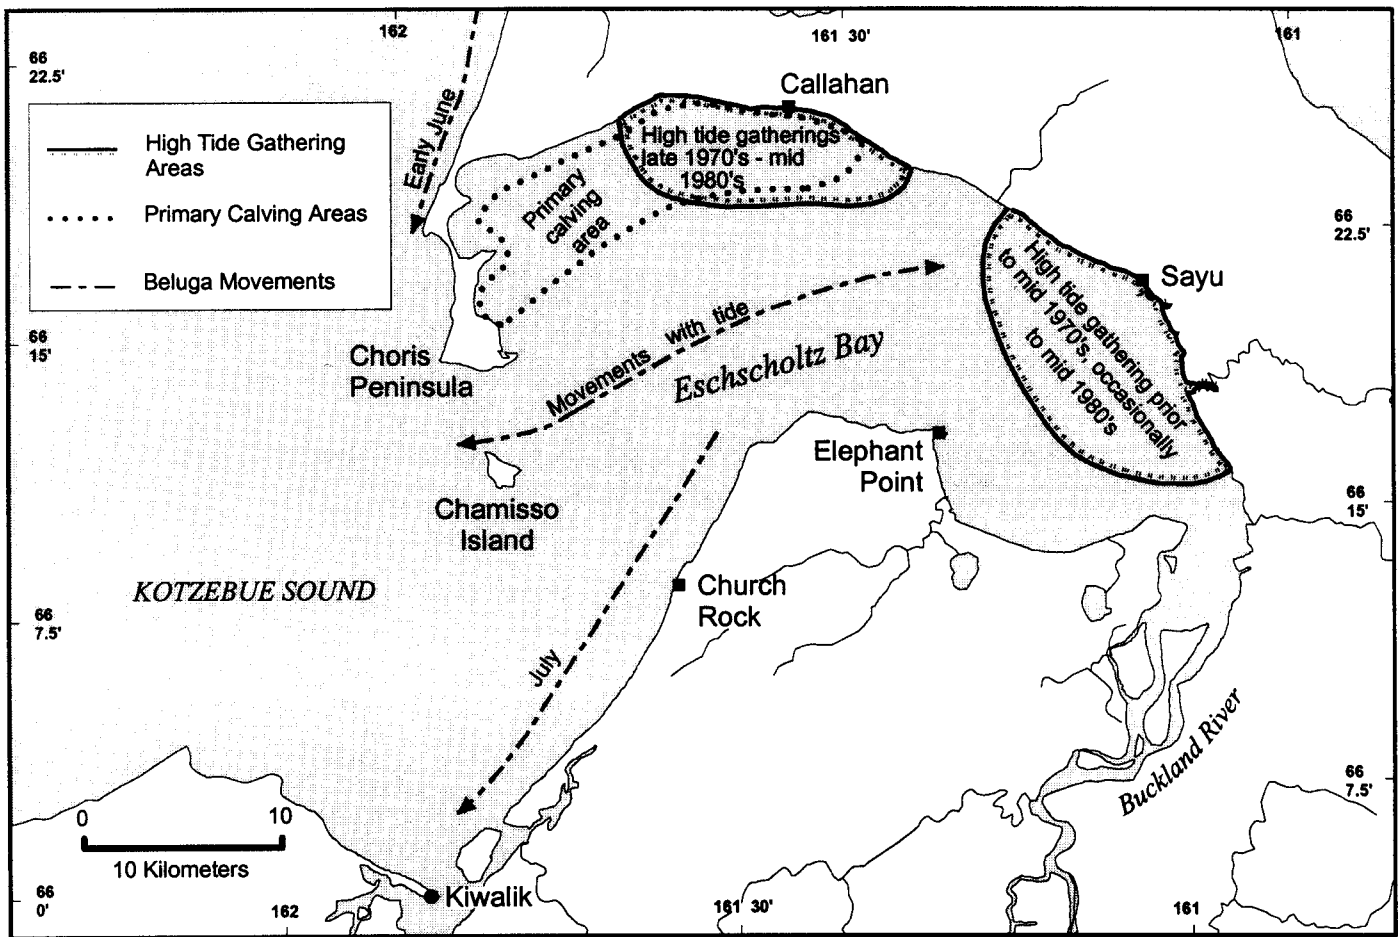 162
161 30'
161
66
22.5'
Callahan
Early June
High Tide Gathering
Areas
Primary Calving Areas
Beluga Movements
High tide gatherings
late 1970's - mid
1980's
Primary
calving
area
66
22.5'
High tide gathering prior
to mid 1970's, occasionally
to mid 1980's
Sayu
66
15'
Choris
Peninsula
Movements with tide
Eschscholtz Bay
Elephant
Point
66
15'
Chamisso
Island
KOTZEBUE SOUND
Church
Rock
66
7.5'
July
Buckland River
66
7.5'
0 10
10 Kilometers
Kiwalik
66
0'
162
161 30'
161